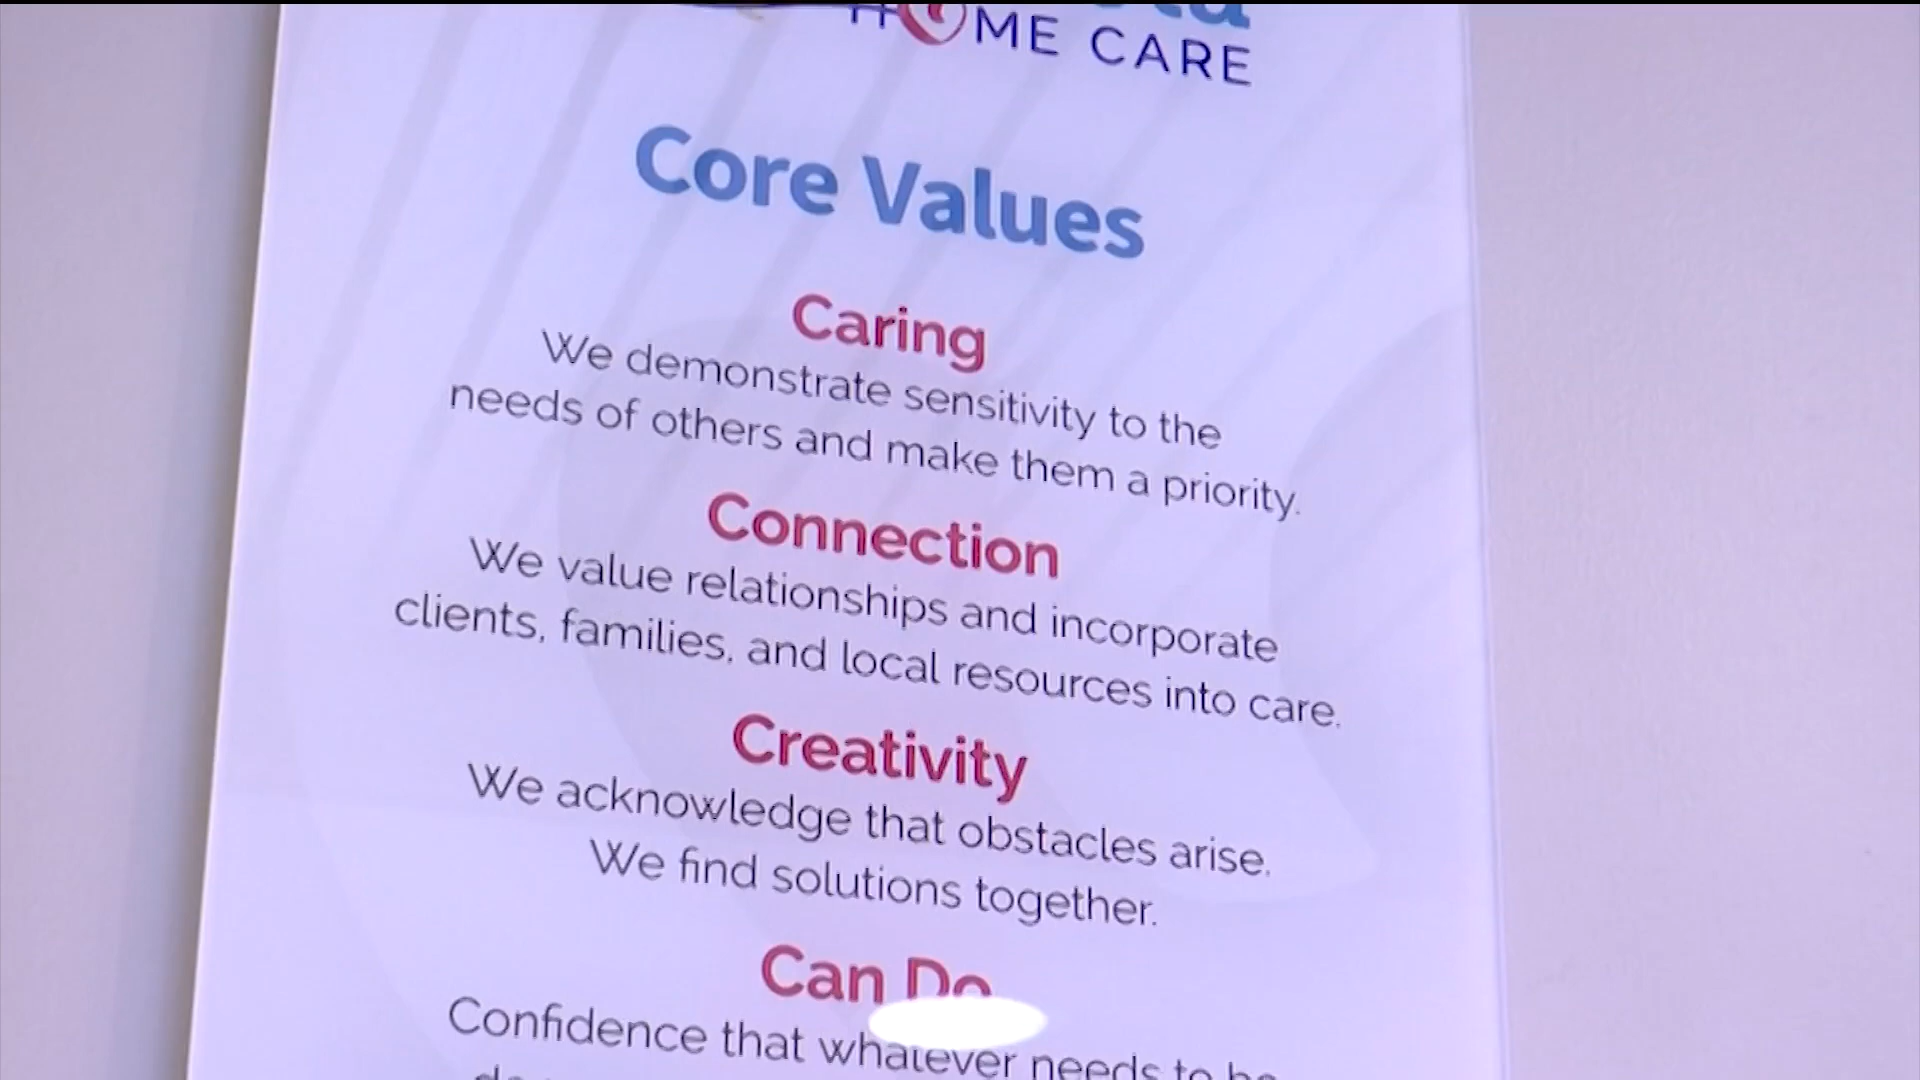 HOME CARE
Core Values
Caring
We demonstrate sensitivity to the
needs of others and make them a priority.
Connection
We value relationships and incorporate
clients, families, and local resources into care.
Creativity
We acknowledge that obstacles arise.
We find solutions together.
Can Do
Confidence that whatever needs to be